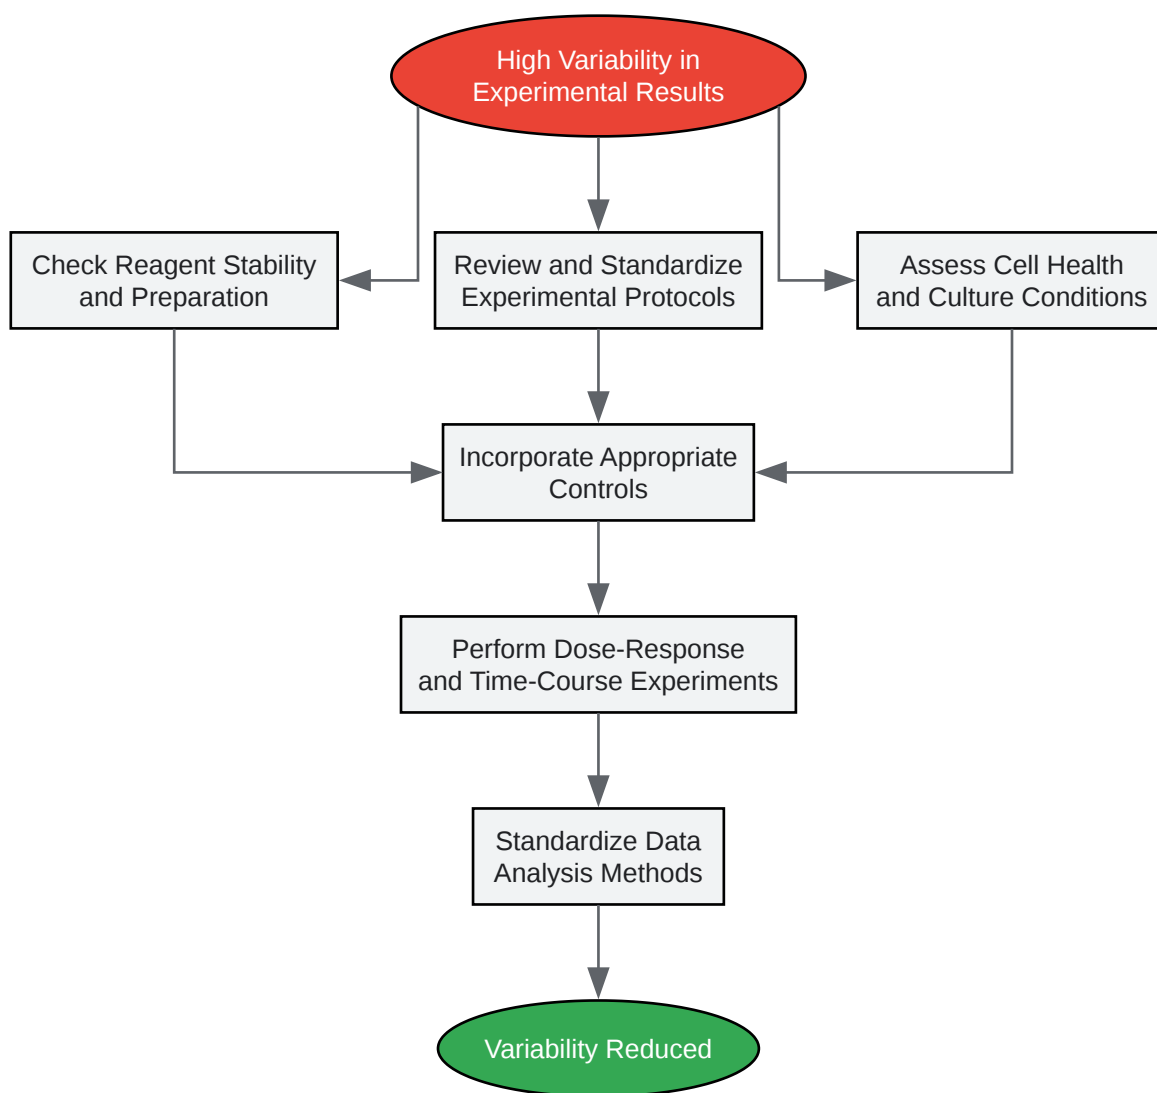 High Variability in
Experimental Results
Check Reagent Stability
and Preparation
Review and Standardize
Experimental Protocols
Assess Cell Health
and Culture Conditions
Incorporate Appropriate
Controls
Perform Dose-Response
and Time-Course Experiments
Standardize Data
Analysis Methods
Variability Reduced